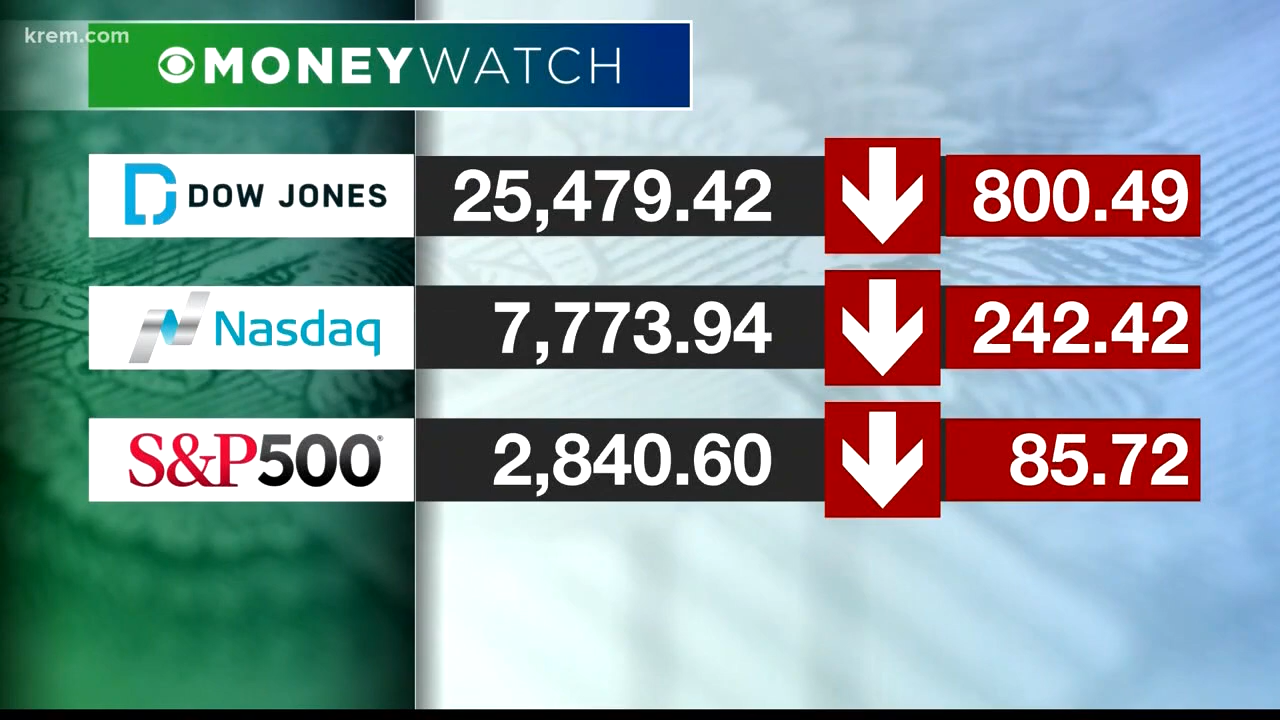 krem.com
MONEYWATCH
DOW JONES 25,479.42 800.49
Nasdaq 7,773.94 242.42
S&P500® 2,840.60 85.72
BUS